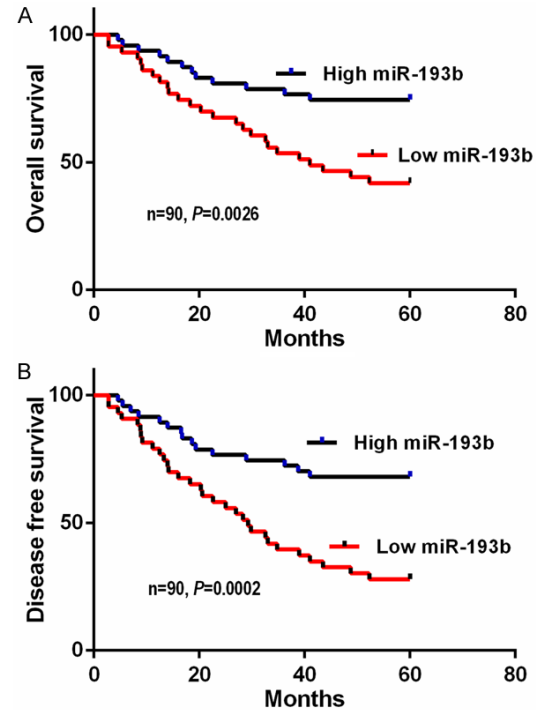 A
100
High miR-193b
Low miR-193b
50
Overall survival
n=90, P=0.0026
0
0 20 40 60 80
Months
B
100
High miR-193b
50
Low miR-193b
Disease free survival
n=90, P=0.0002
0
0 20 40 60 80
Months